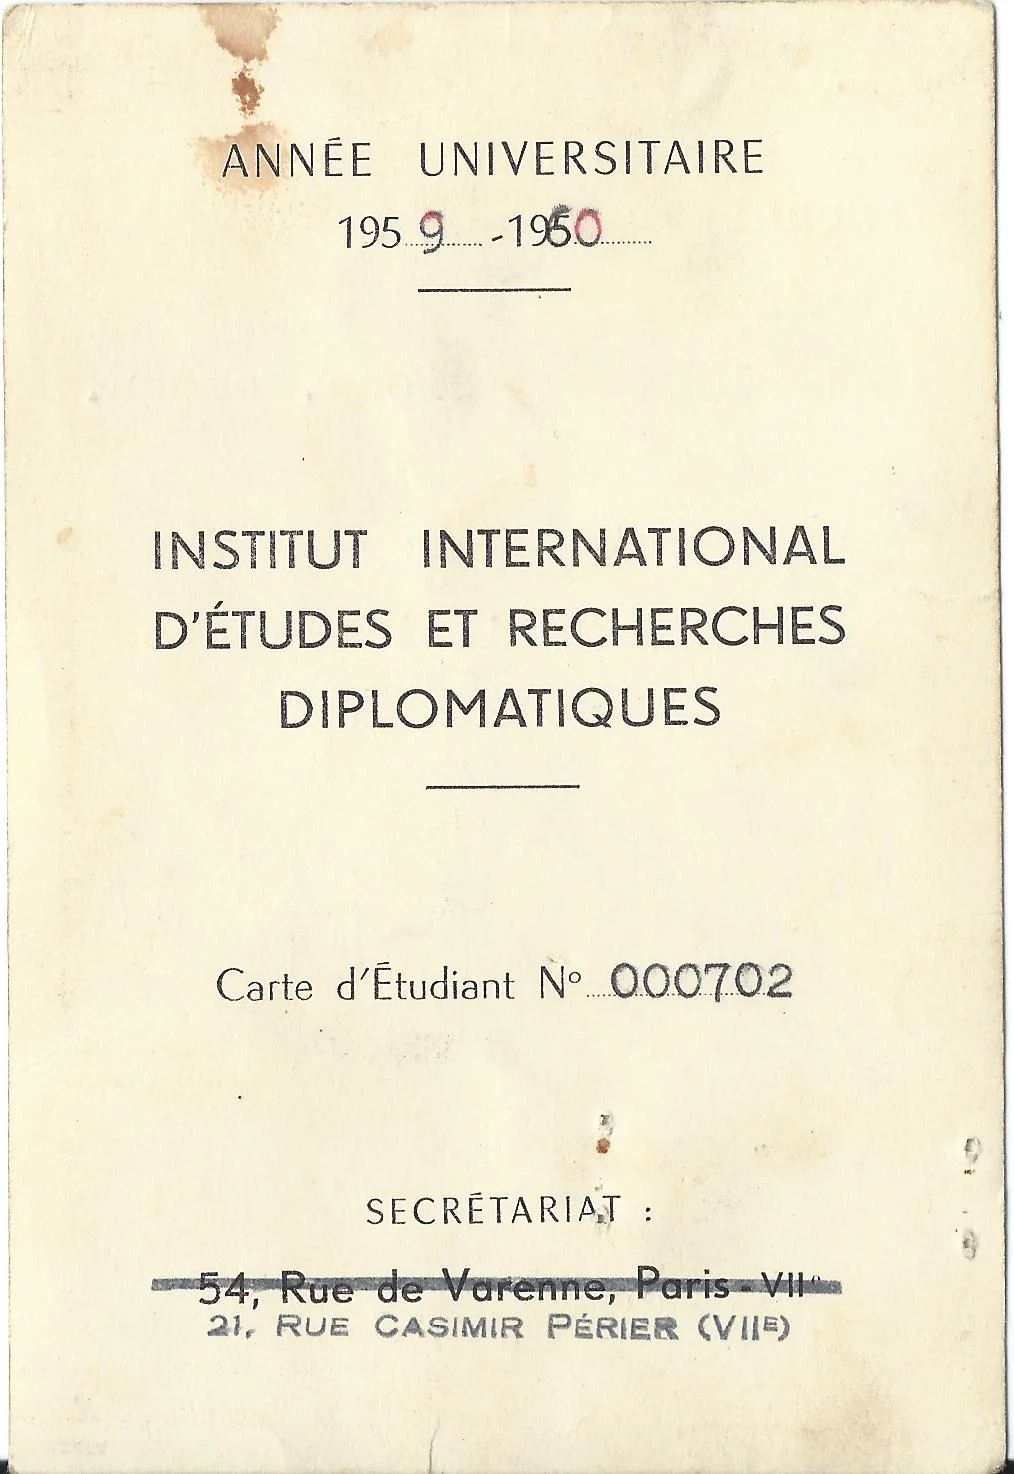 ANNÉE UNIVERSITAIRE
1959 -1960
INSTITUT INTERNATIONAL
D'ÉTUDES ET RECHERCHES
DIPLOMATIQUES
Carte d'Étudiant Nº 000702
SECRÉTARIAT :
54, Rue de Varenne, Paris - VIIᵉ
21, RUE CASIMIR PÉRIER (VIIᴱ)